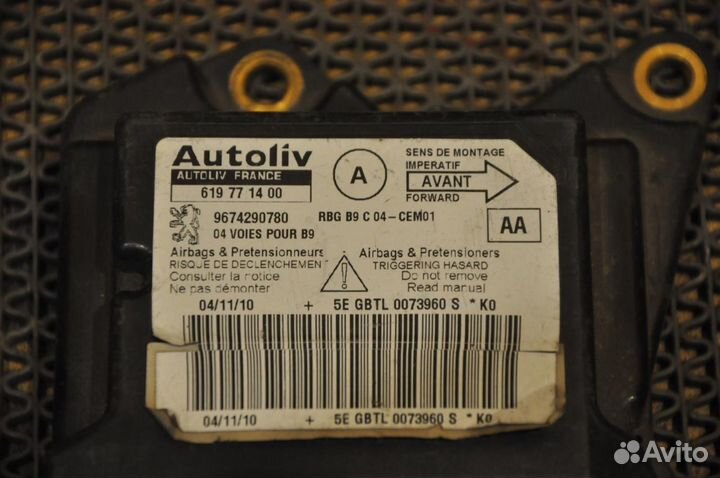 Autoliv
AUTOLIV FRANCE
619 77 14 00
A
SENS DE MONTAGE
IMPERATIF
AVANT
FORWARD
9674290780
RBG B9 C 04-CEM01
04 VOIES POUR B9
AA
Airbags & Pretensionneurs
RISQUE DE DECLENCHEMENT
Consulter la notice
Ne pas démonter
Airbags & Pretensioners
TRIGGERING HASARD
Do not remove
Read manual
04/11/10 + 5E GBTL 0073960 S * K0
04/11/10 + 5E GBTL 0073960 S * K0
Avito